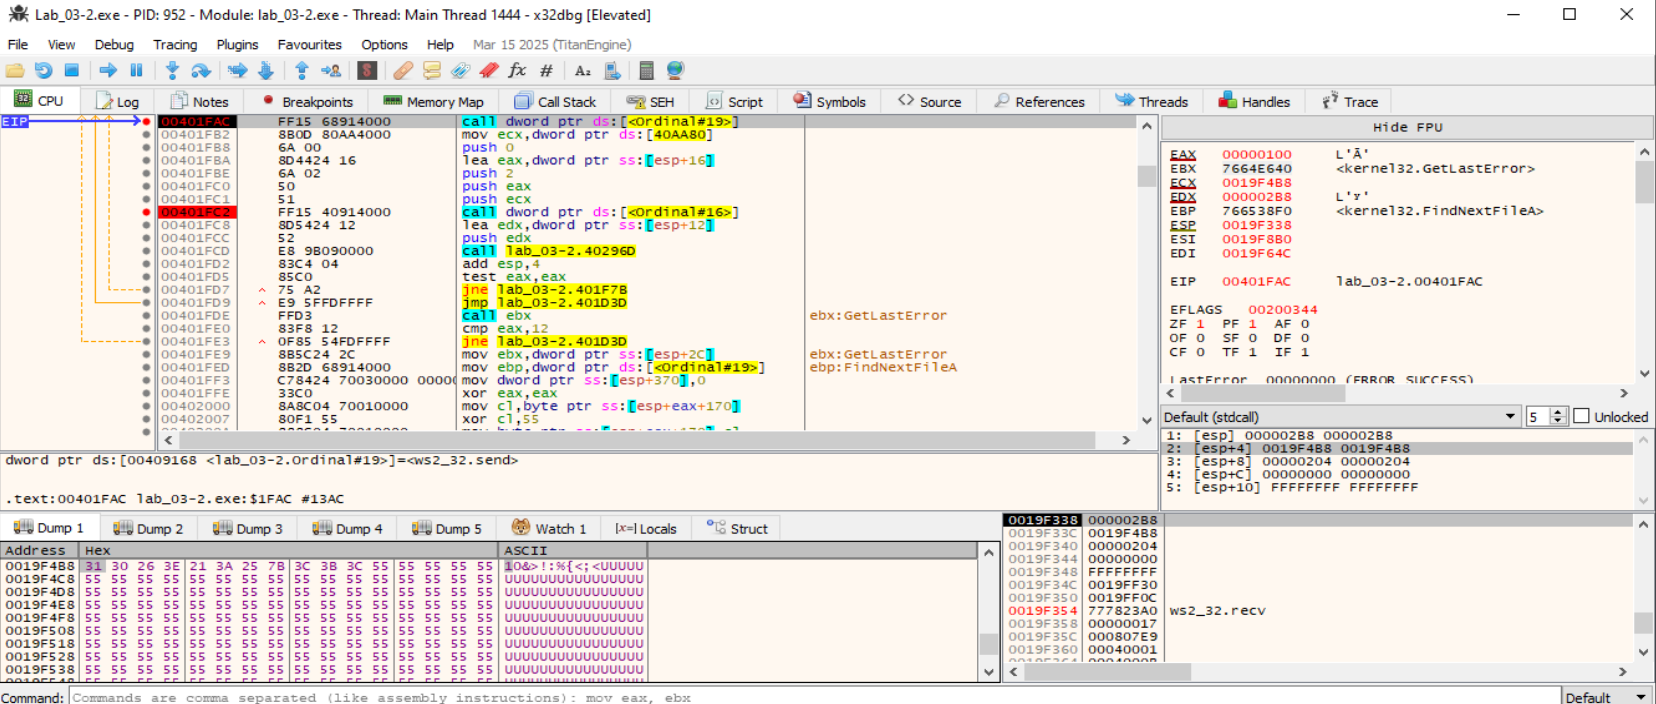 Lab_03-2.exe - PID: 952 - Module: lab_03-2.exe - Thread: Main Thread 1444 - x32dbg [Elevated]
File View Debug Tracing Plugins Favourites Options Help Mar 15 2025 (TitanEngine)
CPU Log Notes Breakpoints Memory Map Call Stack SEH Script Symbols Source References Threads Handles Trace
EIP
00401FAC FF15 68914000 call dword ptr ds:[<Ordinal#19>]
00401FB2 8B0D 80AA4000 mov ecx,dword ptr ds:[40AA80]
00401FB8 6A 00 push 0
00401FBA 8D4424 16 lea eax,dword ptr ss:[esp+16]
00401FBE 6A 02 push 2
00401FC0 50 push eax
00401FC1 51 push ecx
00401FC2 FF15 40914000 call dword ptr ds:[<Ordinal#16>]
00401FC8 8D5424 12 lea edx,dword ptr ss:[esp+12]
00401FCC 52 push edx
00401FCD E8 9B090000 call lab_03-2.40296D
00401FD2 83C4 04 add esp,4
00401FD5 85C0 test eax,eax
00401FD7 75 A2 jne lab_03-2.401F7B
00401FD9 E9 5FFDFFFF jmp lab_03-2.401D3D
00401FDE FFD3 call ebx ebx:GetLastError
00401FE0 83F8 12 cmp eax,12
00401FE3 0F85 54FDFFFF jne lab_03-2.401D3D
00401FE9 8B5C24 2C mov ebx,dword ptr ss:[esp+2C] ebx:GetLastError
00401FED 8B2D 68914000 mov ebp,dword ptr ds:[<Ordinal#19>] ebp:FindNextFileA
00401FF3 C78424 70030000 0000 mov dword ptr ss:[esp+370],0
00401FFE 33C0 xor eax,eax
00402000 8A8C04 70010000 mov cl,byte ptr ss:[esp+eax+170]
00402007 80F1 55 xor cl,55
Hide FPU
EAX 00000100 L'Ā'
EBX 7664E640 <kernel32.GetLastError>
ECX 0019F4B8
EDX 000002B8
EBP 766538F0 <kernel32.FindNextFileA>
ESP 0019F338
ESI 0019F8B0
EDI 0019F64C
EIP 00401FAC lab_03-2.00401FAC
EFLAGS 00200344
ZF 1 PF 1 AF 0
OF 0 SF 0 DF 0
CF 0 TF 1 IF 1
LastError 00000000 (ERROR_SUCCESS)
Default (stdcall) 5 Unlocked
1: [esp] 000002B8 000002B8
2: [esp+4] 0019F4B8 0019F4B8
3: [esp+8] 00000204 00000204
4: [esp+C] 00000000 00000000
5: [esp+10] FFFFFFFF FFFFFFFF
dword ptr ds:[00409168 <lab_03-2.Ordinal#19>]=<ws2_32.send>
.text:00401FAC lab_03-2.exe:$1FAC #13AC
Dump 1 Dump 2 Dump 3 Dump 4 Dump 5 Watch 1 [x=] Locals Struct
Address Hex ASCII
0019F4B8 31 30 26 3E 21 3A 25 7B 3C 3B 3C 55 55 55 55 55 10&>!:%{<;<UUUUU
0019F4C8 55 55 55 55 55 55 55 55 55 55 55 55 55 55 55 55 UUUUUUUUUUUUUUUU
0019F4D8 55 55 55 55 55 55 55 55 55 55 55 55 55 55 55 55 UUUUUUUUUUUUUUUU
0019F4E8 55 55 55 55 55 55 55 55 55 55 55 55 55 55 55 55 UUUUUUUUUUUUUUUU
0019F4F8 55 55 55 55 55 55 55 55 55 55 55 55 55 55 55 55 UUUUUUUUUUUUUUUU
0019F508 55 55 55 55 55 55 55 55 55 55 55 55 55 55 55 55 UUUUUUUUUUUUUUUU
0019F518 55 55 55 55 55 55 55 55 55 55 55 55 55 55 55 55 UUUUUUUUUUUUUUUU
0019F528 55 55 55 55 55 55 55 55 55 55 55 55 55 55 55 55 UUUUUUUUUUUUUUUU
0019F538 55 55 55 55 55 55 55 55 55 55 55 55 55 55 55 55 UUUUUUUUUUUUUUUU
0019F338 000002B8
0019F33C 0019F4B8
0019F340 00000204
0019F344 00000000
0019F348 FFFFFFFF
0019F34C 0019FF30
0019F350 0019FF0C
0019F354 777823A0 ws2_32.recv
0019F358 00000017
0019F35C 000807E9
0019F360 00040001
Command: Commands are comma separated (like assembly instructions): mov eax, ebx Default